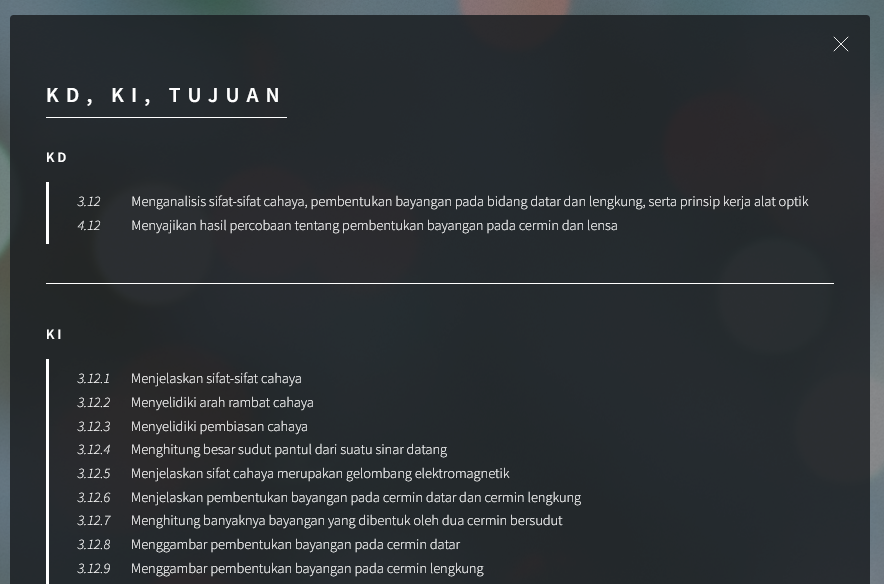 KD, KI, TUJUAN
KD
3.12 Menganalisis sifat-sifat cahaya, pembentukan bayangan pada bidang datar dan lengkung, serta prinsip kerja alat optik
4.12 Menyajikan hasil percobaan tentang pembentukan bayangan pada cermin dan lensa
KI
3.12.1 Menjelaskan sifat-sifat cahaya
3.12.2 Menyelidiki arah rambat cahaya
3.12.3 Menyelidiki pembiasan cahaya
3.12.4 Menghitung besar sudut pantul dari suatu sinar datang
3.12.5 Menjelaskan sifat cahaya merupakan gelombang elektromagnetik
3.12.6 Menjelaskan pembentukan bayangan pada cermin datar dan cermin lengkung
3.12.7 Menghitung banyaknya bayangan yang dibentuk oleh dua cermin bersudut
3.12.8 Menggambar pembentukan bayangan pada cermin datar
3.12.9 Menggambar pembentukan bayangan pada cermin lengkung